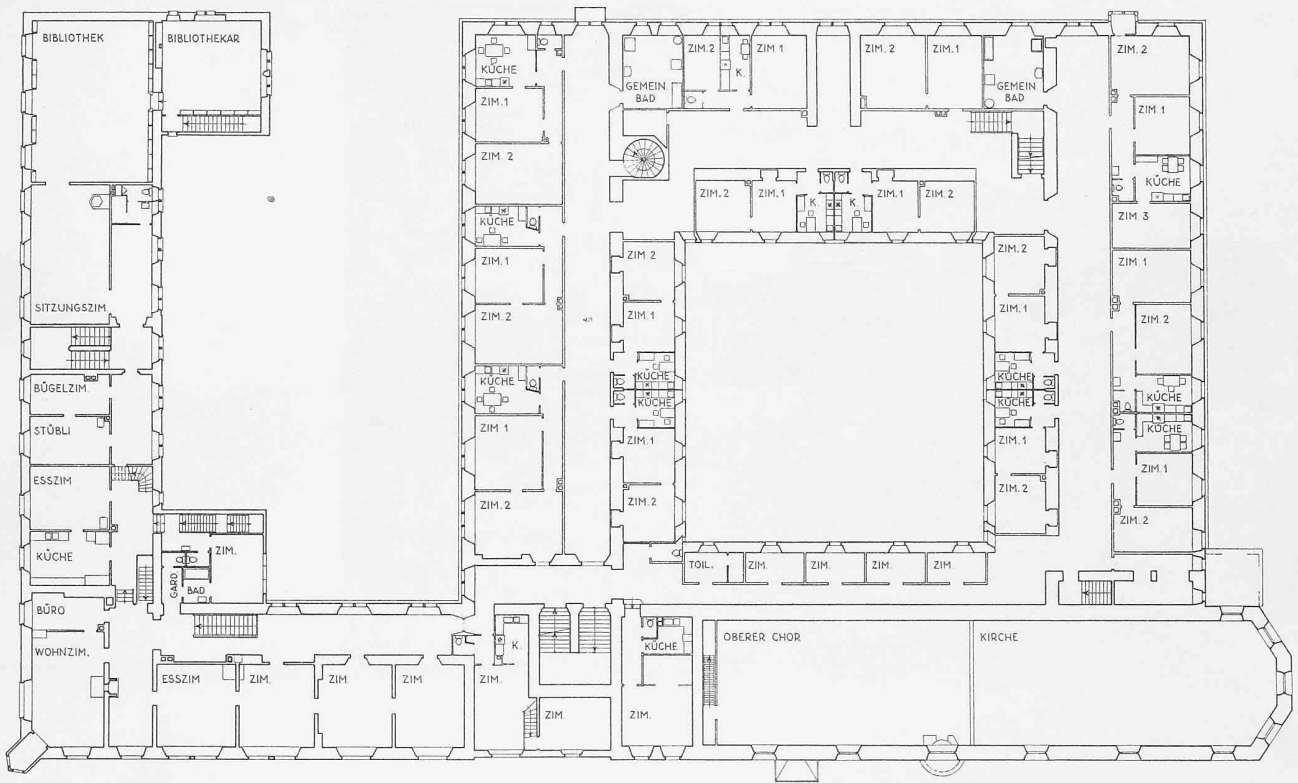 BIBLIOTHEK
BIBLIOTHEKAR
SITZUNGSZIM.
BÜGELZIM.
STÜBLI
ESSZIM
KÜCHE
BÜRO
WOHNZIM.
GARD
BAD
ZIM.
ESSZIM
ZIM.
ZIM
ZIM
ZIM.
K.
ZIM.
KÜCHE
ZIM.
OBERER CHOR
KIRCHE
KÜCHE
ZIM.1
ZIM. 2
KÜCHE
ZIM.1
ZIM.2
KÜCHE
ZIM 1
ZIM.2
GEMEIN.
BAD
ZIM.2
K.
ZIM 1
ZIM. 2
ZIM.1
GEMEIN
BAD
ZIM. 2
ZIM.1
KÜCHE
ZIM 3
ZIM.1
ZIM. 2
KÜCHE
KÜCHE
ZIM.1
ZIM. 2
ZIM. 2
ZIM.1
K.
K.
ZIM.1
ZIM. 2
ZIM. 2
ZIM.1
KÜCHE
KÜCHE
ZIM.1
ZIM. 2
ZIM. 2
ZIM.1
KÜCHE
KÜCHE
ZIM.1
ZIM. 2
TOIL.
ZIM.
ZIM.
ZIM.
ZIM.